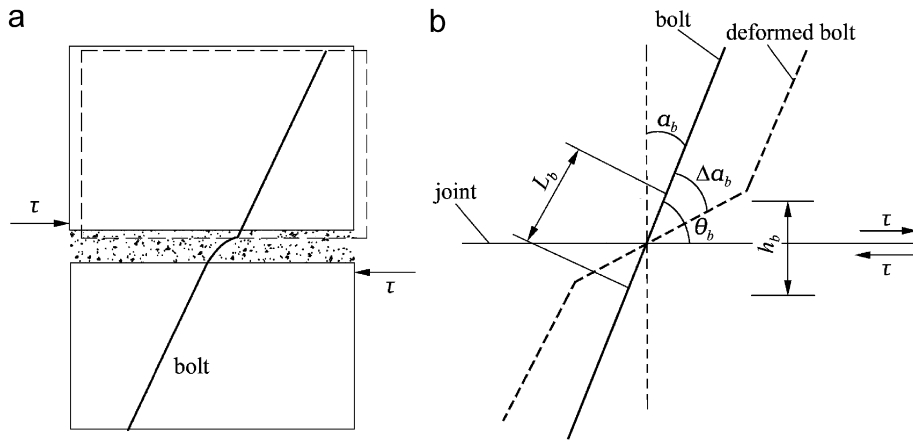 a
τ
τ
bolt
b
bolt
deformed bolt
α_b
Δα_b
L_b
joint
θ_b
h_b
τ
τ